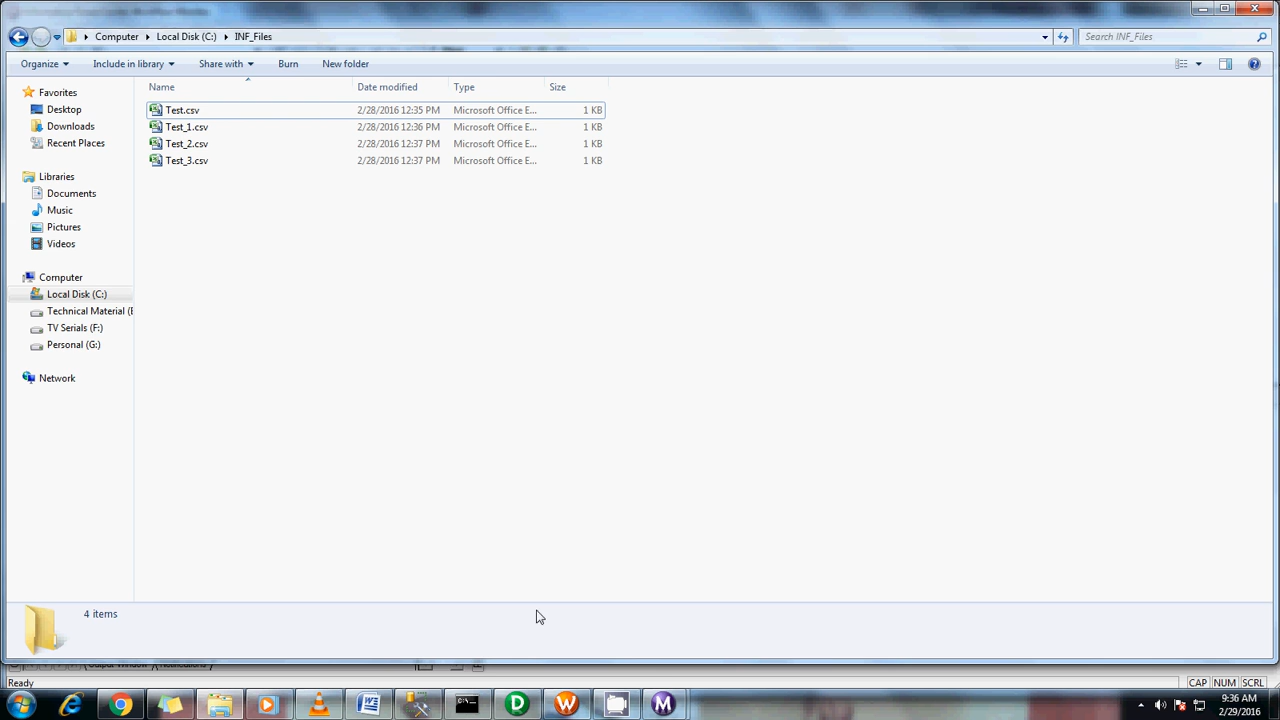 Computer Local Disk (C:) INF_Files Search INF_Files
Organize Include in library Share with Burn New folder
Name Date modified Type Size
Test.csv 2/28/2016 12:35 PM Microsoft Office E... 1 KB
Test_1.csv 2/28/2016 12:36 PM Microsoft Office E... 1 KB
Test_2.csv 2/28/2016 12:37 PM Microsoft Office E... 1 KB
Test_3.csv 2/28/2016 12:37 PM Microsoft Office E... 1 KB
Favorites
Desktop
Downloads
Recent Places
Libraries
Documents
Music
Pictures
Videos
Computer
Local Disk (C:)
Technical Material (
TV Serials (F:)
Personal (G:)
Network
4 items
Ready CAP NUM SCRL
C:\
D W M
9:36 AM
2/29/2016